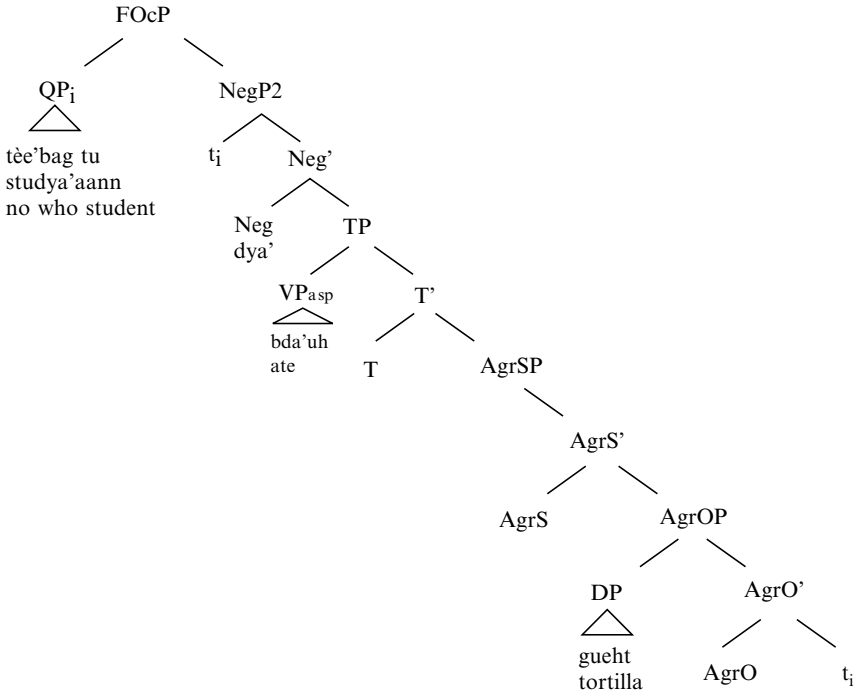 FOcP
QPi NegP2
tèe'bag tu
studya'aann
no who student
ti Neg'
Neg TP
dya'
VPasp T'
bda'uh
ate
T AgrSP
AgrS'
AgrS AgrOP
DP AgrO'
gueht
tortilla
AgrO ti